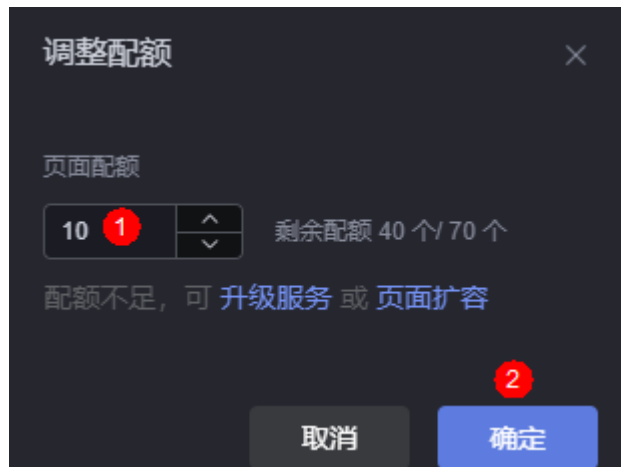 调整配额
页面配额
10 1 剩余配额 40 个/ 70 个
配额不足，可 升级服务 或 页面扩容
2
取消 确定